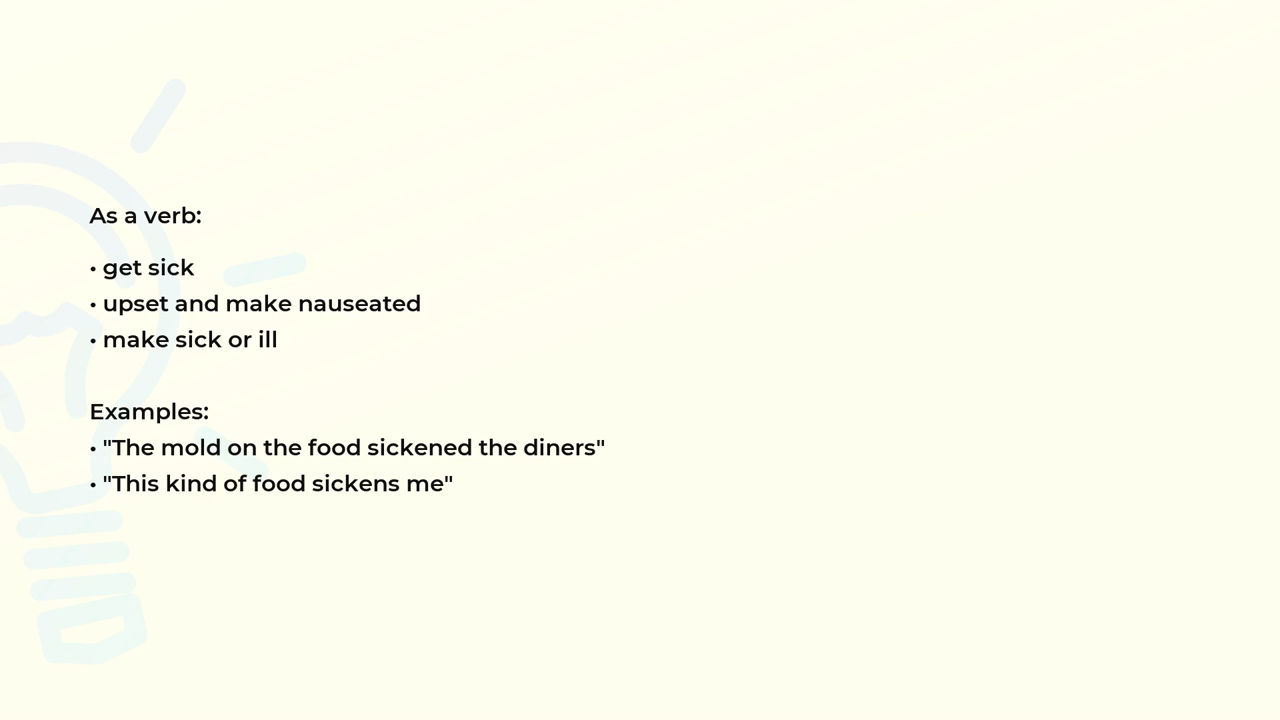 As a verb:
• get sick
• upset and make nauseated
• make sick or ill
Examples:
• "The mold on the food sickened the diners"
• "This kind of food sickens me"